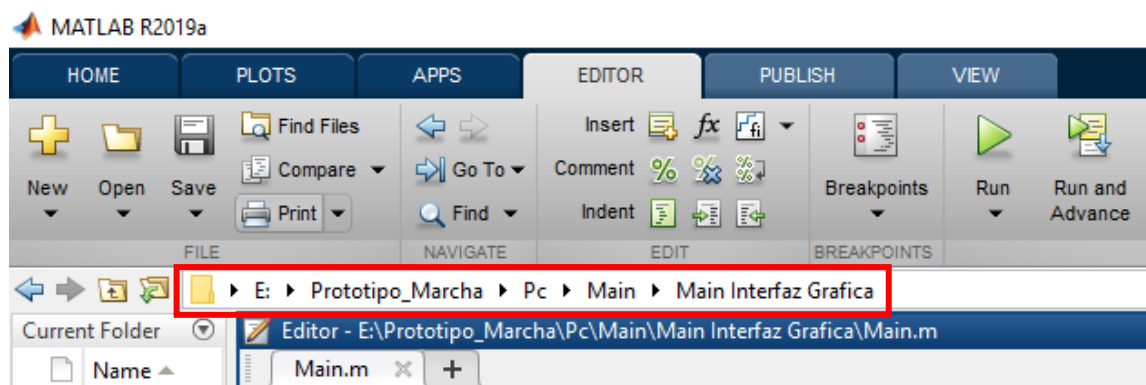 MATLAB R2019a
HOME PLOTS APPS EDITOR PUBLISH VIEW
New
Open
Save
Find Files
Compare
Print
FILE
Go To
Find
NAVIGATE
Insert fx fi
Comment % % %
Indent
EDIT
Breakpoints
BREAKPOINTS
Run
Run and
Advance
E: Prototipo_Marcha Pc Main Main Interfaz Grafica
Current Folder
Name
Editor - E:\Prototipo_Marcha\Pc\Main\Main Interfaz Grafica\Main.m
Main.m × +